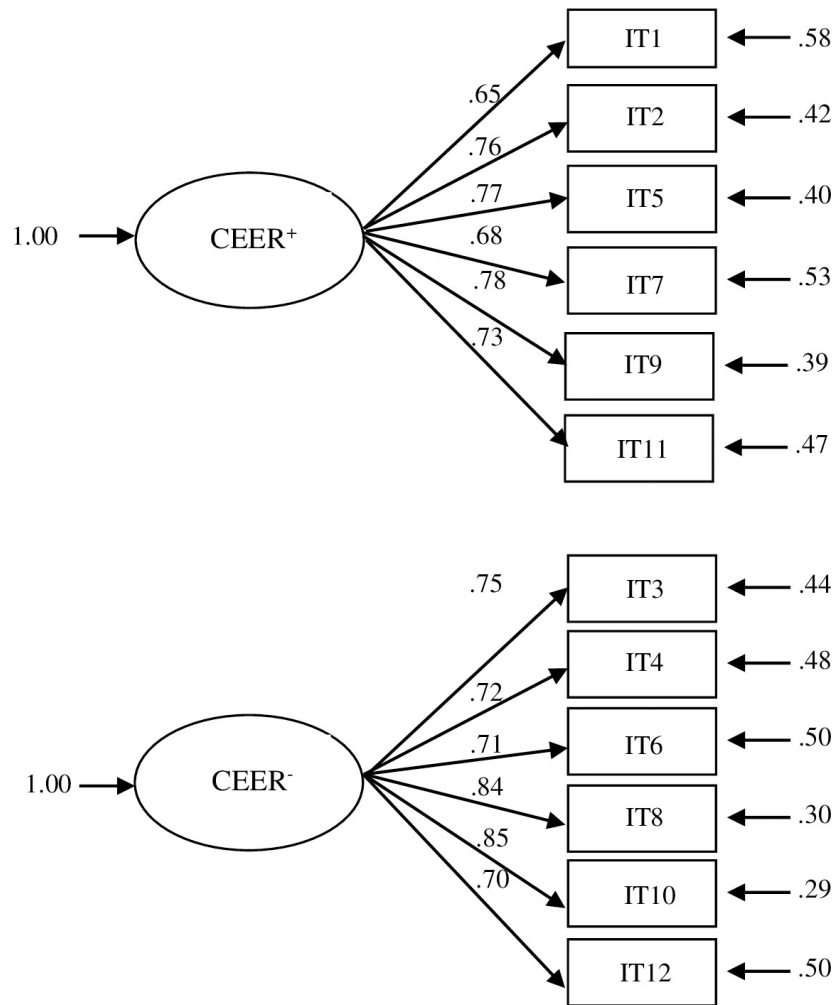 IT1 .58
.65
IT2 .42
.76
.77 IT5 .40
1.00 CEER⁺
.68
IT7 .53
.78
.73
IT9 .39
IT11 .47
.75 IT3 .44
IT4 .48
.72
.71 IT6 .50
1.00 CEER⁻
.84 IT8 .30
.85
.70 IT10 .29
IT12 .50